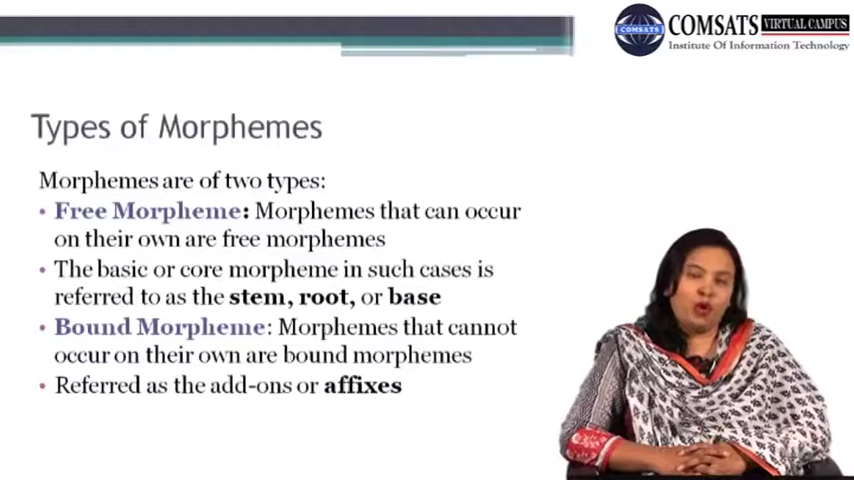 COMSATS VIRTUAL CAMPUS
COMSATS
Institute Of Information Technology
Types of Morphemes
Morphemes are of two types:
• Free Morpheme: Morphemes that can occur
on their own are free morphemes
• The basic or core morpheme in such cases is
referred to as the stem, root, or base
• Bound Morpheme: Morphemes that cannot
occur on their own are bound morphemes
• Referred as the add-ons or affixes